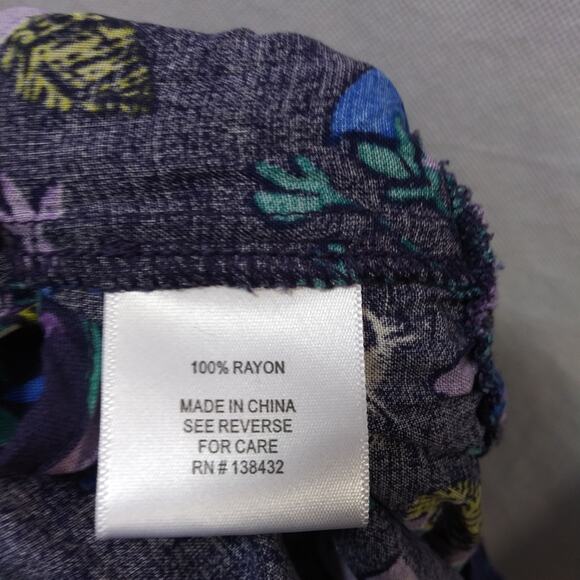 100% RAYON
MADE IN CHINA
SEE REVERSE
FOR CARE
RN # 138432